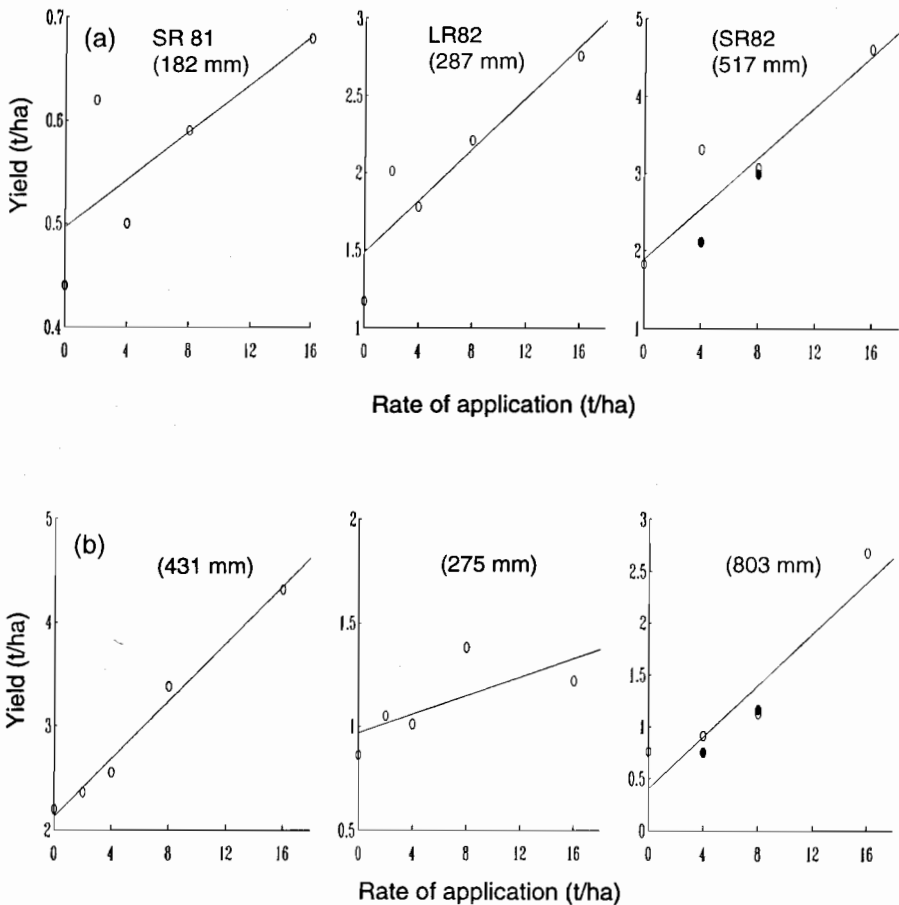 (a)
SR 81
(182 mm)
LR82
(287 mm)
(SR82
(517 mm)
Yield (t/ha)
0.7
0.6
0.5
0.4
0 4 8 12 16
3
2.5
2
1.5
1
0 4 8 12 16
5
4
3
2
1
0 4 8 12 16
Rate of application (t/ha)
(b)
(431 mm)
(275 mm)
(803 mm)
Yield (t/ha)
5
4
3
2
0 4 8 12 16
2
1.5
1
0.5
0 4 8 12 16
3
2.5
2
1.5
1
0.5
0
0 4 8 12 16
Rate of application (t/ha)